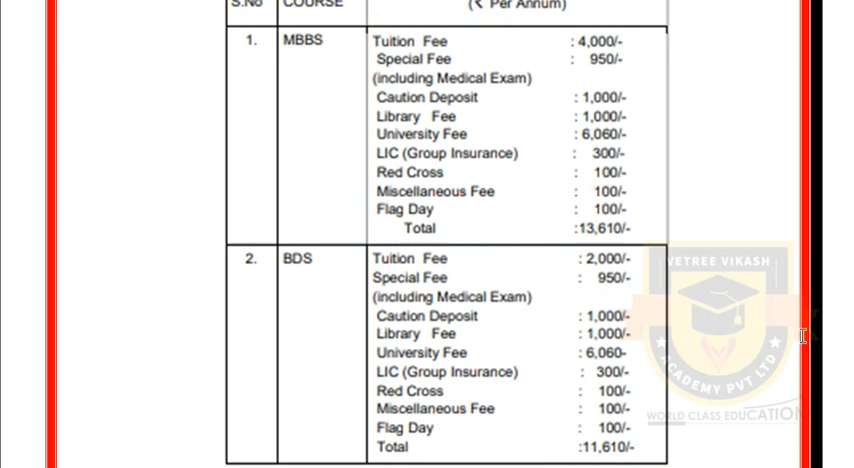 S.No COURSE (₹ Per Annum)
1. MBBS Tuition Fee : 4,000/-
Special Fee : 950/-
(including Medical Exam)
Caution Deposit : 1,000/-
Library Fee : 1,000/-
University Fee : 6,060/-
LIC (Group Insurance) : 300/-
Red Cross : 100/-
Miscellaneous Fee : 100/-
Flag Day : 100/-
Total :13,610/-
2. BDS Tuition Fee : 2,000/-
Special Fee : 950/-
(including Medical Exam)
Caution Deposit : 1,000/-
Library Fee : 1,000/-
University Fee : 6,060-
LIC (Group Insurance) : 300/-
Red Cross : 100/-
Miscellaneous Fee : 100/-
Flag Day : 100/-
Total :11,610/-
VETREE VIKASH
ACADEMY PVT LTD
WORLD CLASS EDUCATION